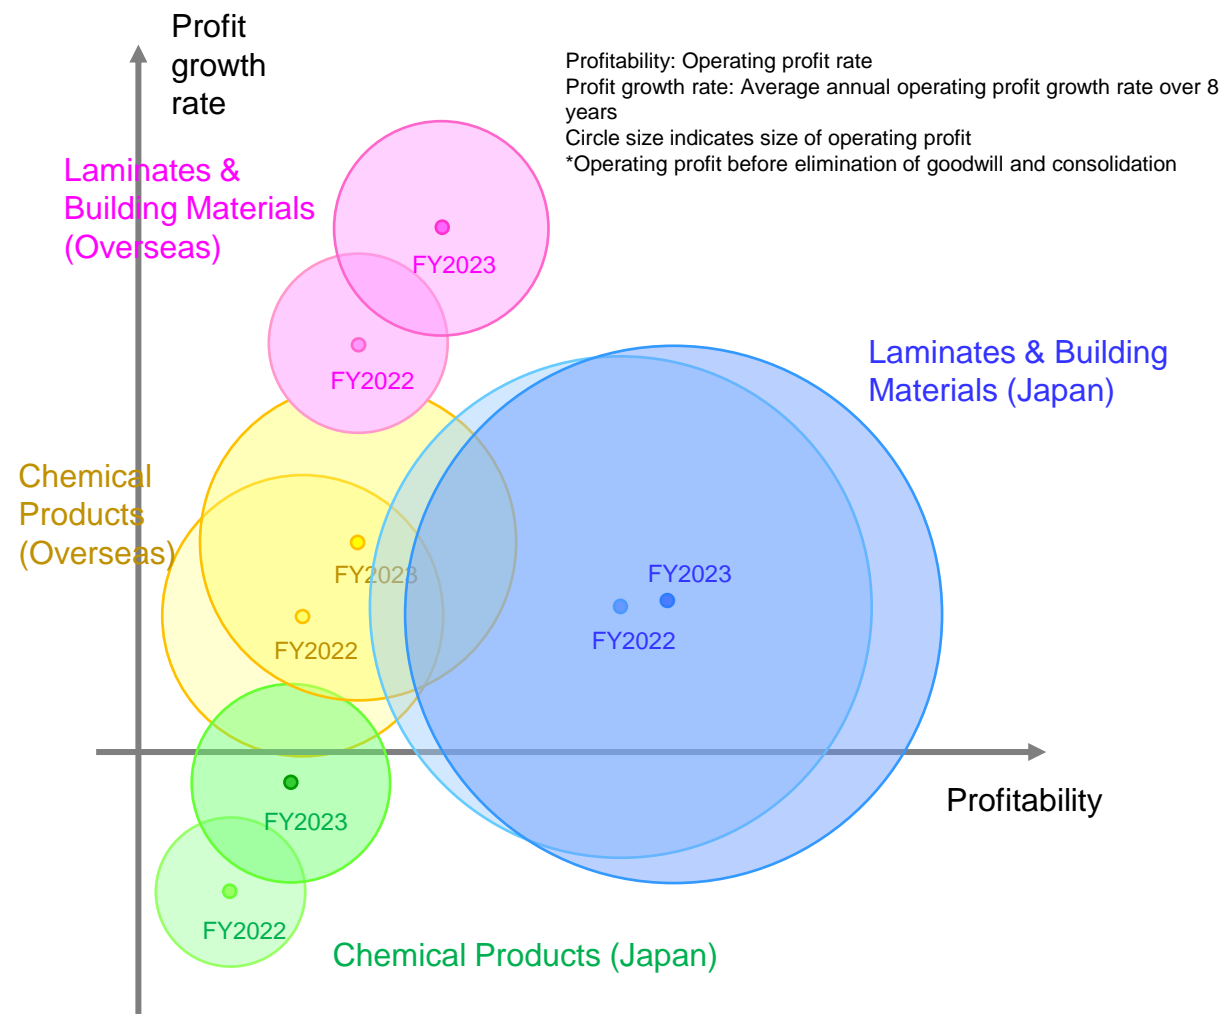 Profit
growth
rate
Profitability: Operating profit rate
Profit growth rate: Average annual operating profit growth rate over 8
years
Circle size indicates size of operating profit
*Operating profit before elimination of goodwill and consolidation
Laminates &
Building Materials
(Overseas)
FY2023
FY2022
Laminates & Building
Materials (Japan)
Chemical
Products
(Overseas)
FY2023
FY2022
FY2023
FY2022
Profitability
FY2023
FY2022
Chemical Products (Japan)